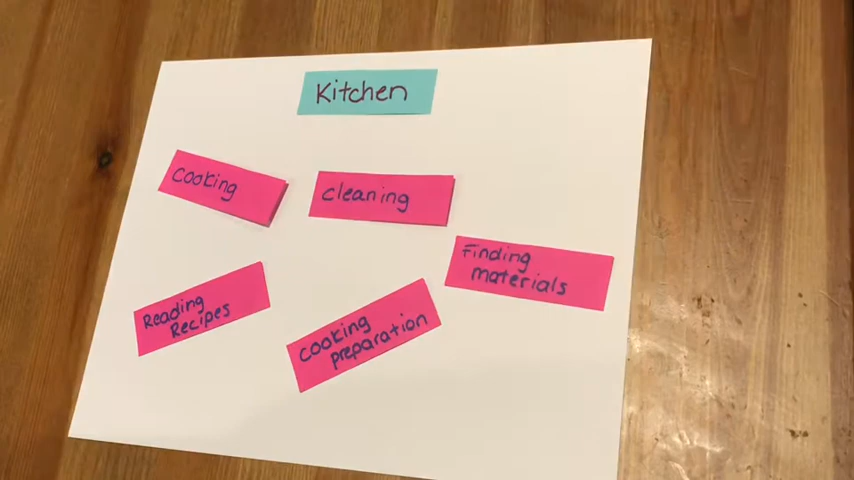 Kitchen
cooking
cleaning
Finding
materials
Reading
Recipes
cooking
preparation